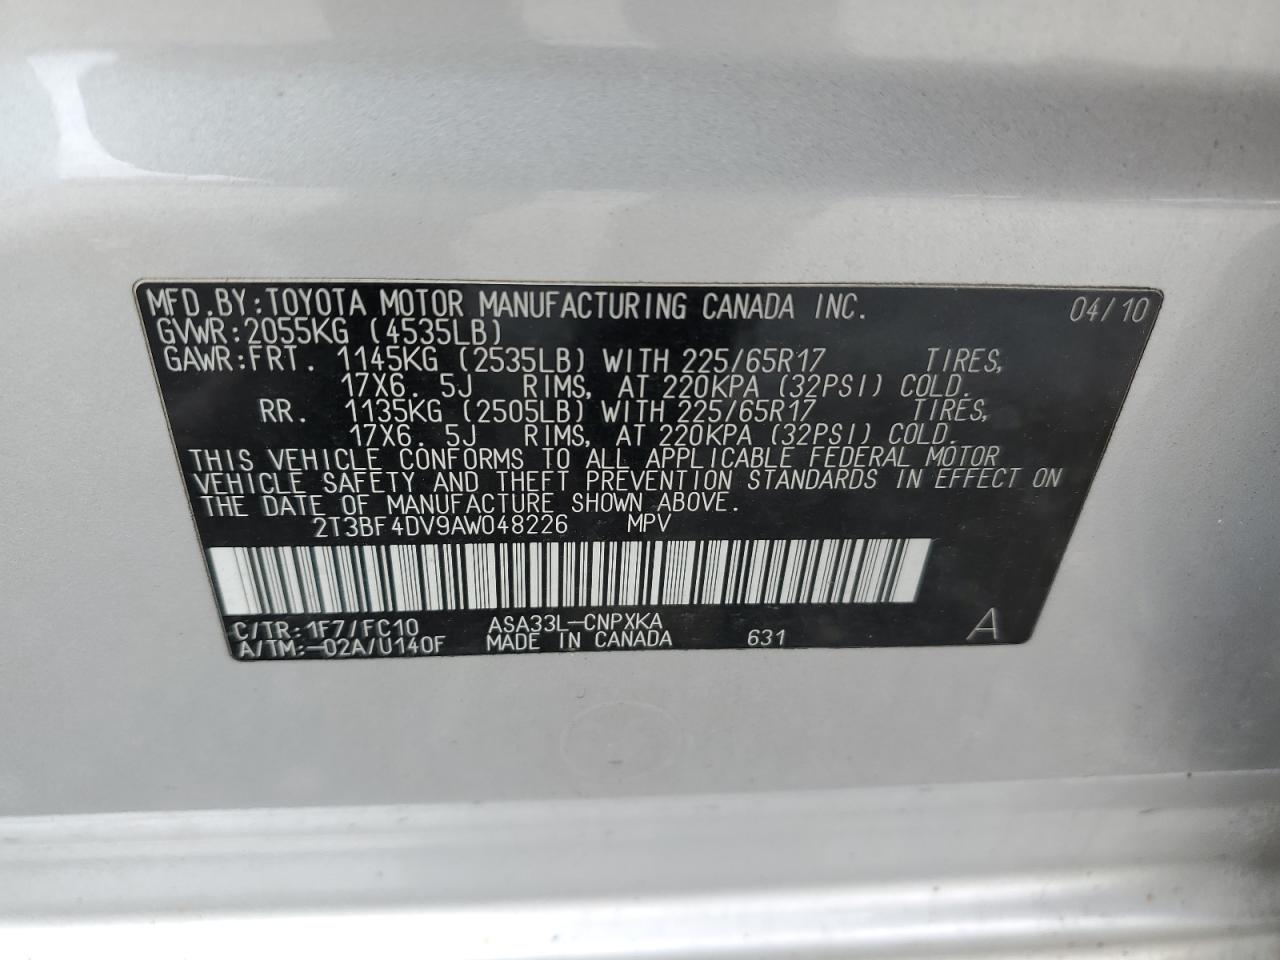 MFD.BY:TOYOTA MOTOR MANUFACTURING CANADA INC. 04/10
GVWR:2055KG (4535LB)
GAWR:FRT. 1145KG (2535LB) WITH 225/65R17 TIRES,
17X6.5J RIMS, AT 220KPA (32PSI) COLD.
RR. 1135KG (2505LB) WITH 225/65R17 TIRES,
17X6.5J RIMS, AT 220KPA (32PSI) COLD.
THIS VEHICLE CONFORMS TO ALL APPLICABLE FEDERAL MOTOR
VEHICLE SAFETY AND THEFT PREVENTION STANDARDS IN EFFECT ON
THE DATE OF MANUFACTURE SHOWN ABOVE.
2T3BF4DV9AW048226 MPV
C/TR:1F7/FC10 ASA33L-CNPXKA
A/TM:-02A/U140F MADE IN CANADA 631 A